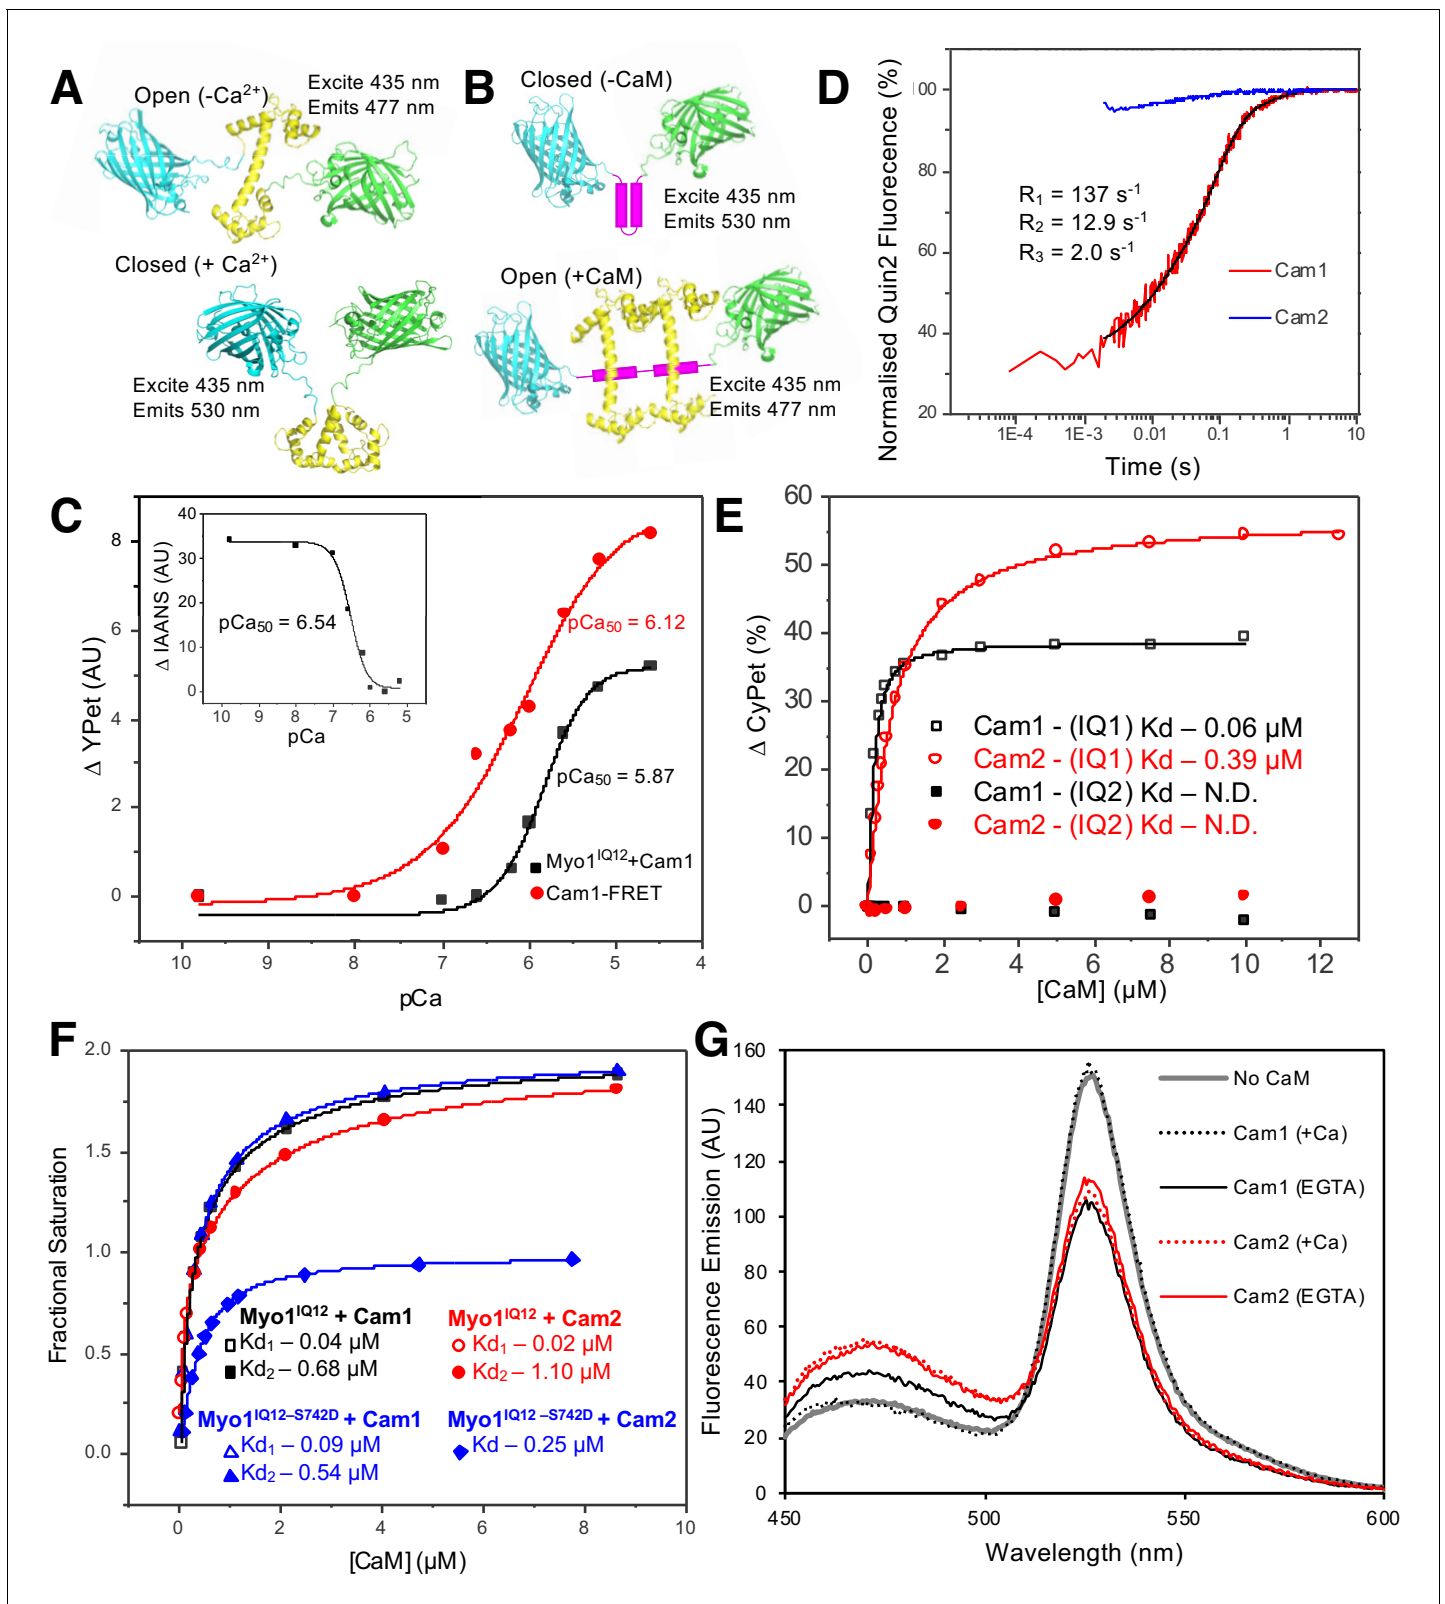 A
Open (-Ca2+)
Excite 435 nm
Emits 477 nm
Closed (+ Ca2+)
Excite 435 nm
Emits 530 nm
B
Closed (-CaM)
Excite 435 nm
Emits 530 nm
Open (+CaM)
Excite 435 nm
Emits 477 nm
D
Normalised Quin2 Fluorescence (%)
100
80
60
40
20
R1 = 137 s-1
R2 = 12.9 s-1
R3 = 2.0 s-1
Cam1
Cam2
1E-4 1E-3 0.01 0.1 1 10
Time (s)
C
Δ YPet (AU)
8
6
4
2
0
Δ IAANS (AU)
40
30
20
10
0
pCa50 = 6.54
10 9 8 7 6 5
pCa
pCa50 = 6.12
pCa50 = 5.87
Myo1IQ12+Cam1
Cam1-FRET
10 9 8 7 6 5 4
pCa
E
Δ CyPet (%)
60
50
40
30
20
10
0
Cam1 - (IQ1) Kd – 0.06 µM
Cam2 - (IQ1) Kd – 0.39 µM
Cam1 - (IQ2) Kd – N.D.
Cam2 - (IQ2) Kd – N.D.
0 2 4 6 8 10 12
[CaM] (µM)
F
Fractional Saturation
2.0
1.5
1.0
0.5
0.0
Myo1IQ12 + Cam1
Kd1 – 0.04 µM
Kd2 – 0.68 µM
Myo1IQ12 + Cam2
Kd1 – 0.02 µM
Kd2 – 1.10 µM
Myo1IQ12–S742D + Cam1
Kd1 – 0.09 µM
Kd2 – 0.54 µM
Myo1IQ12 –S742D + Cam2
Kd – 0.25 µM
0 2 4 6 8 10
[CaM] (µM)
G
Fluorescence Emission (AU)
160
140
120
100
80
60
40
20
0
No CaM
Cam1 (+Ca)
Cam1 (EGTA)
Cam2 (+Ca)
Cam2 (EGTA)
450 500 550 600
Wavelength (nm)